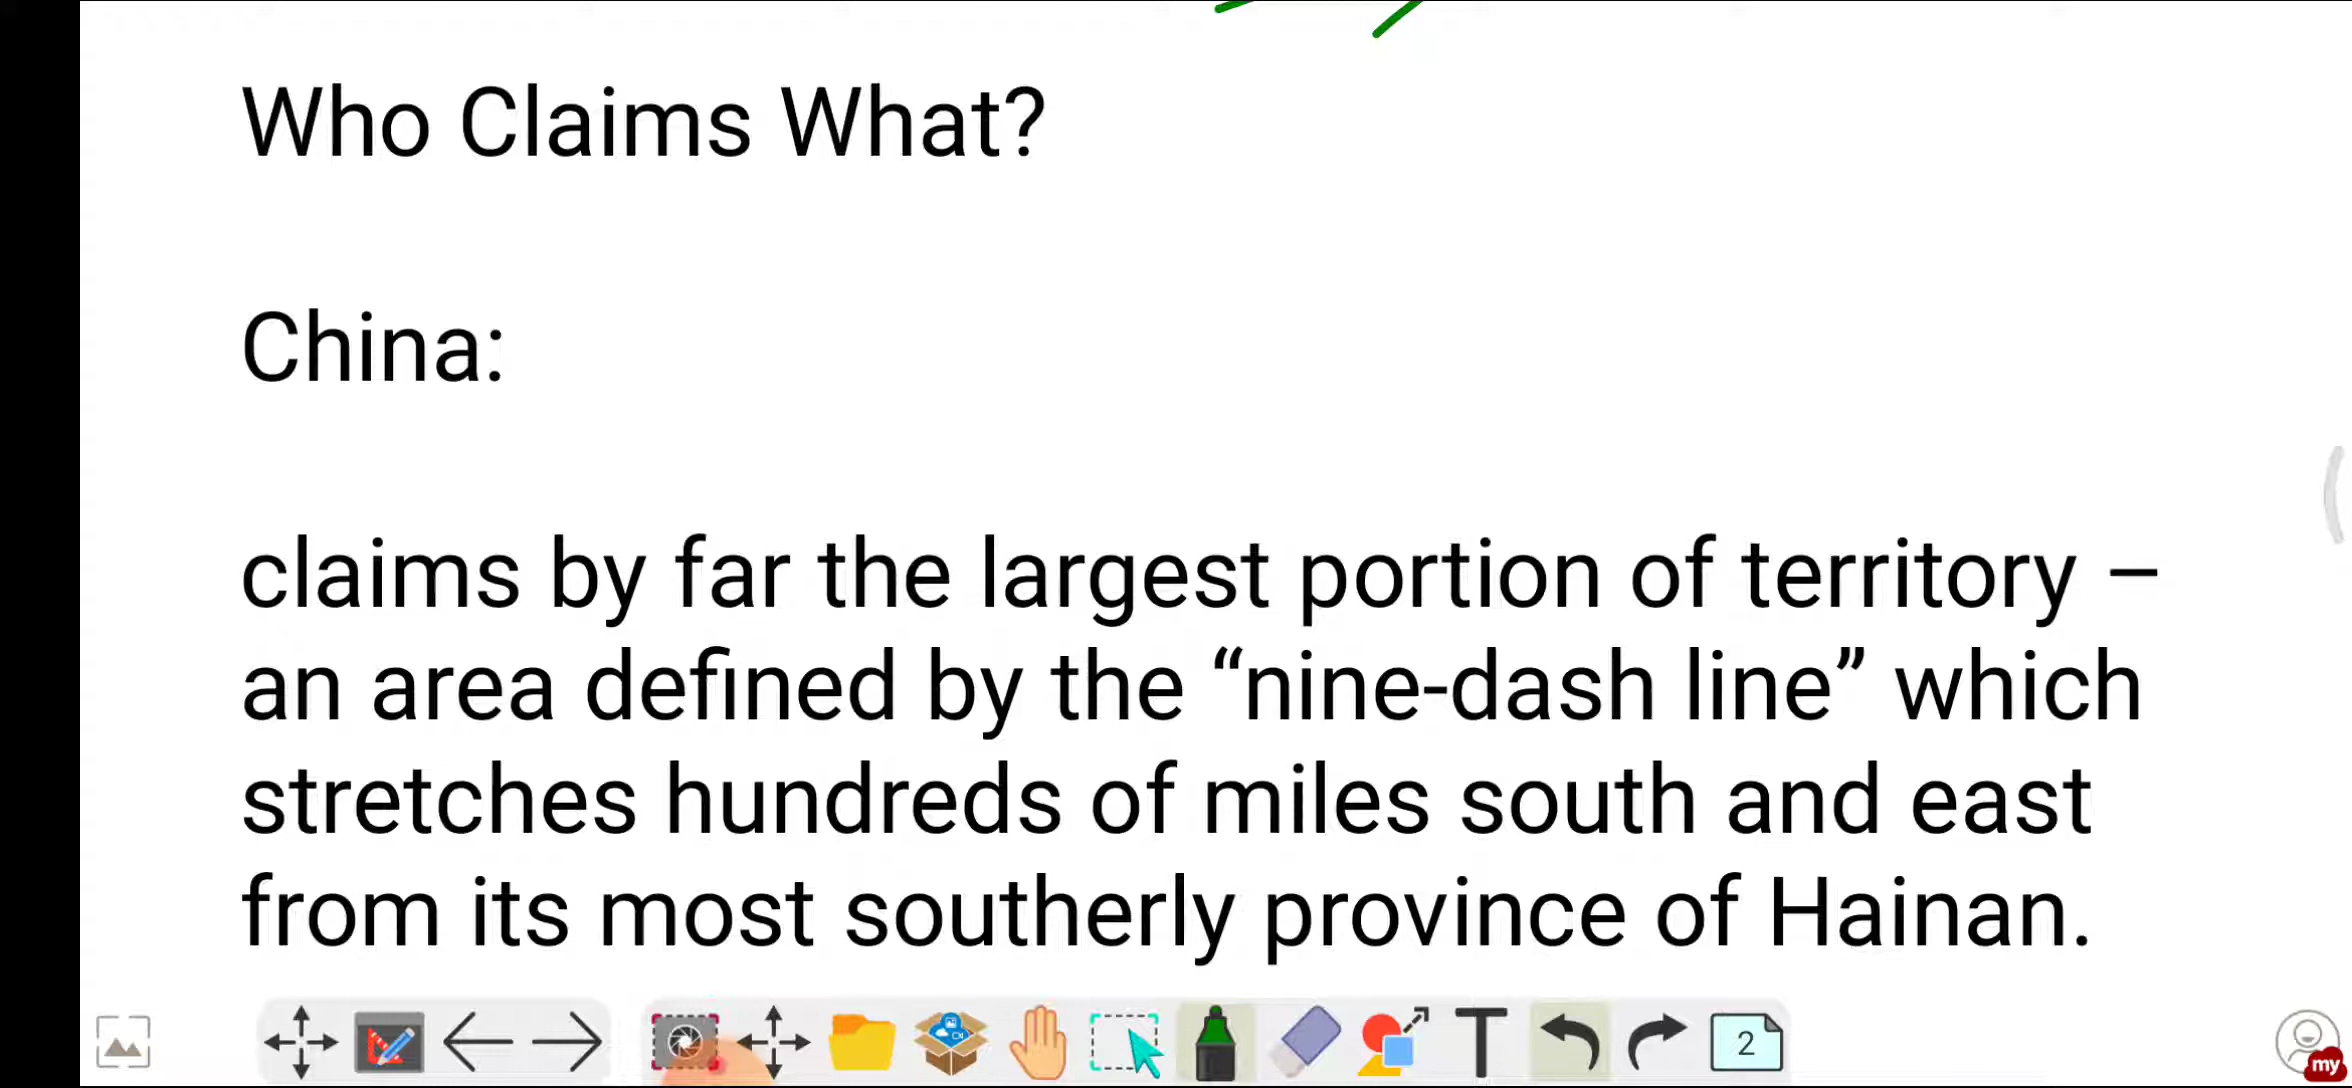 Who Claims What?
China:
claims by far the largest portion of territory –
an area defined by the “nine-dash line” which
stretches hundreds of miles south and east
from its most southerly province of Hainan.
2
my